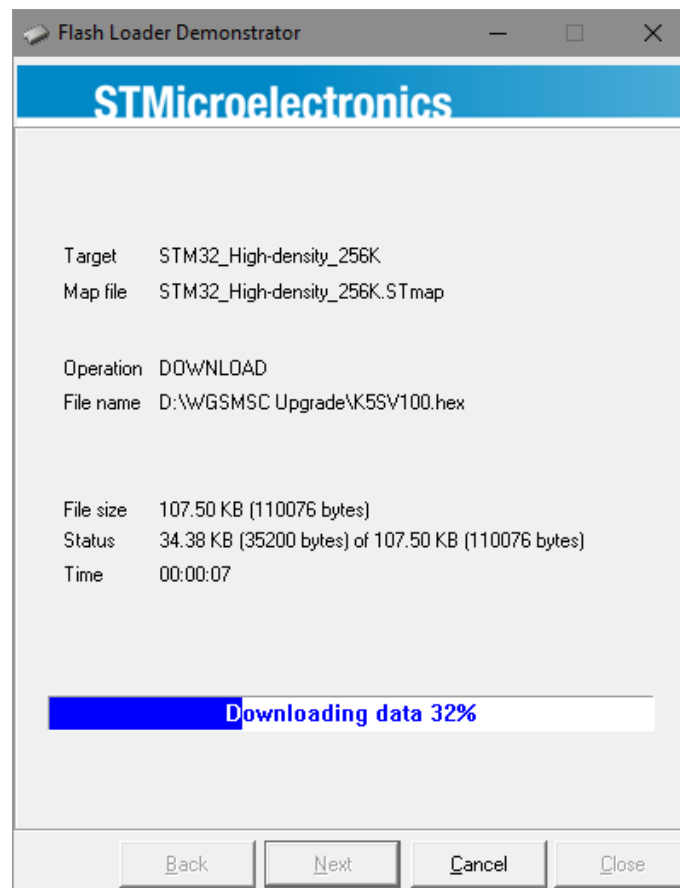 Flash Loader Demonstrator
STMicroelectronics
Target STM32_High-density_256K
Map file STM32_High-density_256K.STmap
Operation DOWNLOAD
File name D:\WGSMSC Upgrade\K5SV100.hex
File size 107.50 KB (110076 bytes)
Status 34.38 KB (35200 bytes) of 107.50 KB (110076 bytes)
Time 00:00:07
Downloading data 32%
Back Next Cancel Close